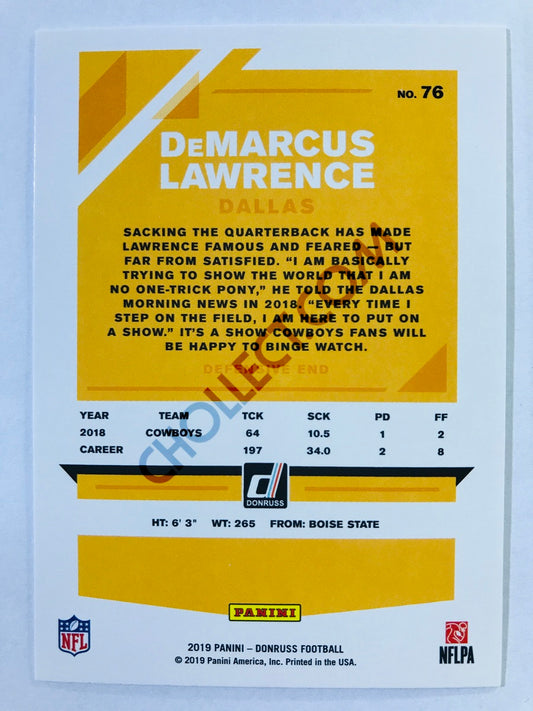 NO. 76
DeMARCUS
LAWRENCE
DALLAS
SACKING THE QUARTERBACK HAS MADE
LAWRENCE FAMOUS AND FEARED – BUT
FAR FROM SATISFIED. “I AM BASICALLY
TRYING TO SHOW THE WORLD THAT I AM
NO ONE-TRICK PONY,” HE TOLD THE DALLAS
MORNING NEWS IN 2018. “EVERY TIME I
STEP ON THE FIELD, I AM HERE TO PUT ON
A SHOW.” IT’S A SHOW COWBOYS FANS WILL
BE HAPPY TO BINGE WATCH.
DEFENSIVE END
CHOLLECT.COM
YEAR TEAM TCK SCK PD FF
2018 COWBOYS 64 10.5 1 2
CAREER 197 34.0 2 8
d
DONRUSS
HT: 6' 3" WT: 265 FROM: BOISE STATE
PANINI
NFL
NFLPA
2019 PANINI – DONRUSS FOOTBALL
© 2019 Panini America, Inc. Printed in the USA.